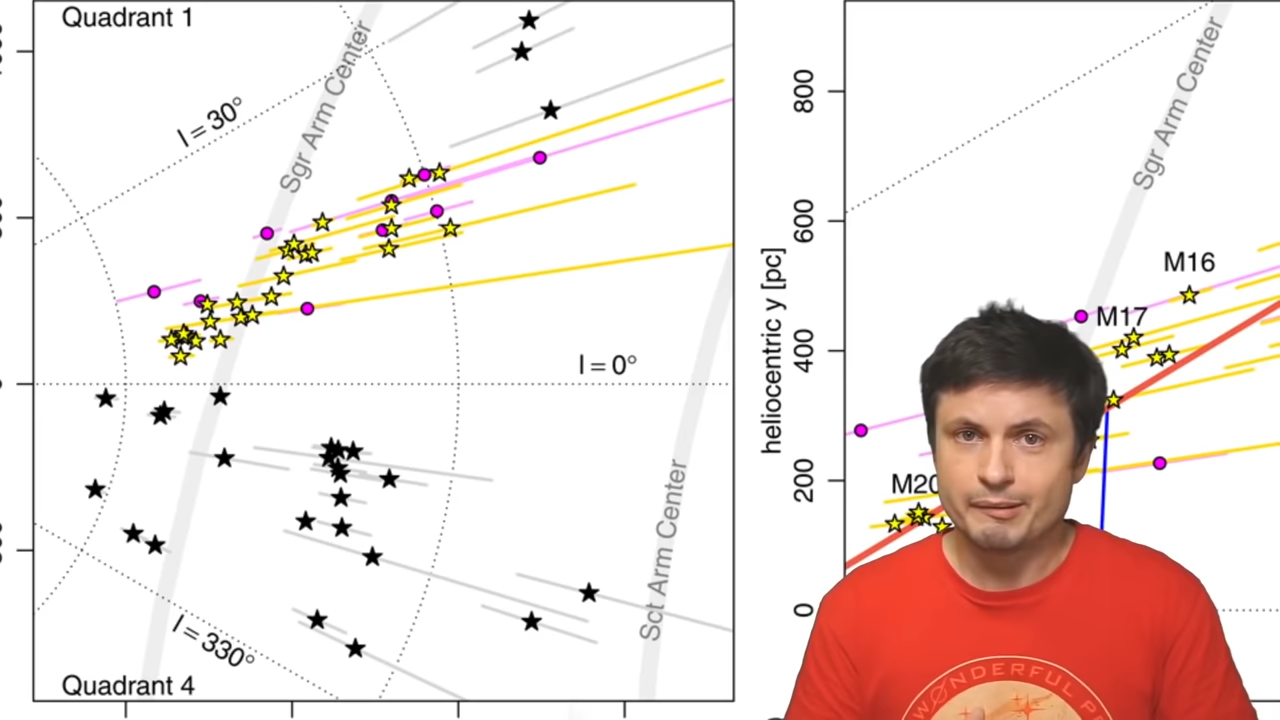 Quadrant 1
l = 30°
Sgr Arm Center
l = 0°
Sct Arm Center
l = 330°
Quadrant 4
heliocentric y [pc]
800
600
400
200
0
Sgr Arm Center
M16
M17
M20
WØNDERFUL P